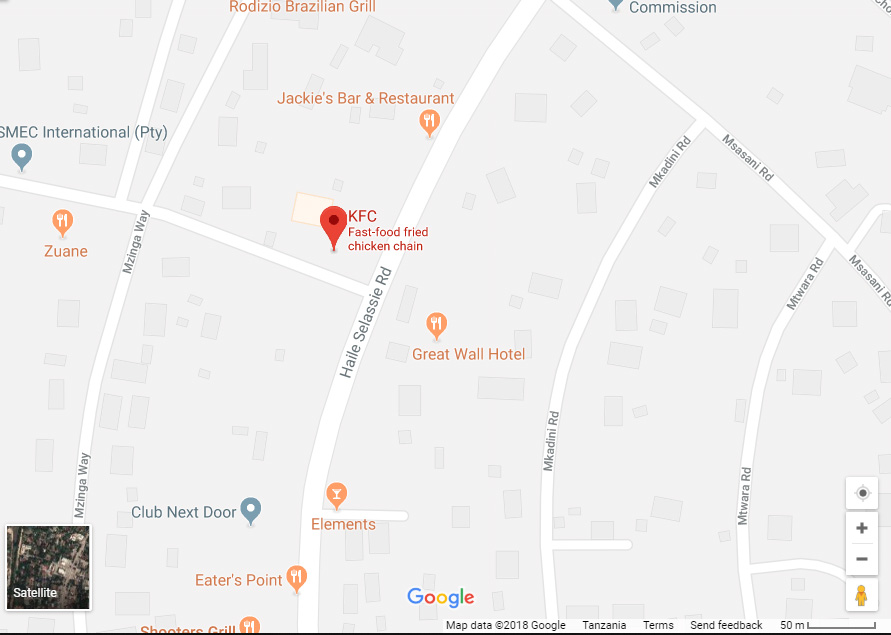 Rodizio Brazilian Grill
Commission
Jackie's Bar & Restaurant
SMEC International (Pty)
Mkadini Rd
Msasani Rd
KFC
Fast-food fried
chicken chain
Zuane
Mzinga Way
Haile Selassie Rd
Mtwara Rd
Msasani Rd
Great Wall Hotel
Mkadini Rd
Mzinga Way
Mtwara Rd
Club Next Door
Elements
Eater's Point
Satellite
Google
Shooters Grill
Map data ©2018 Google
Tanzania
Terms
Send feedback
50 m